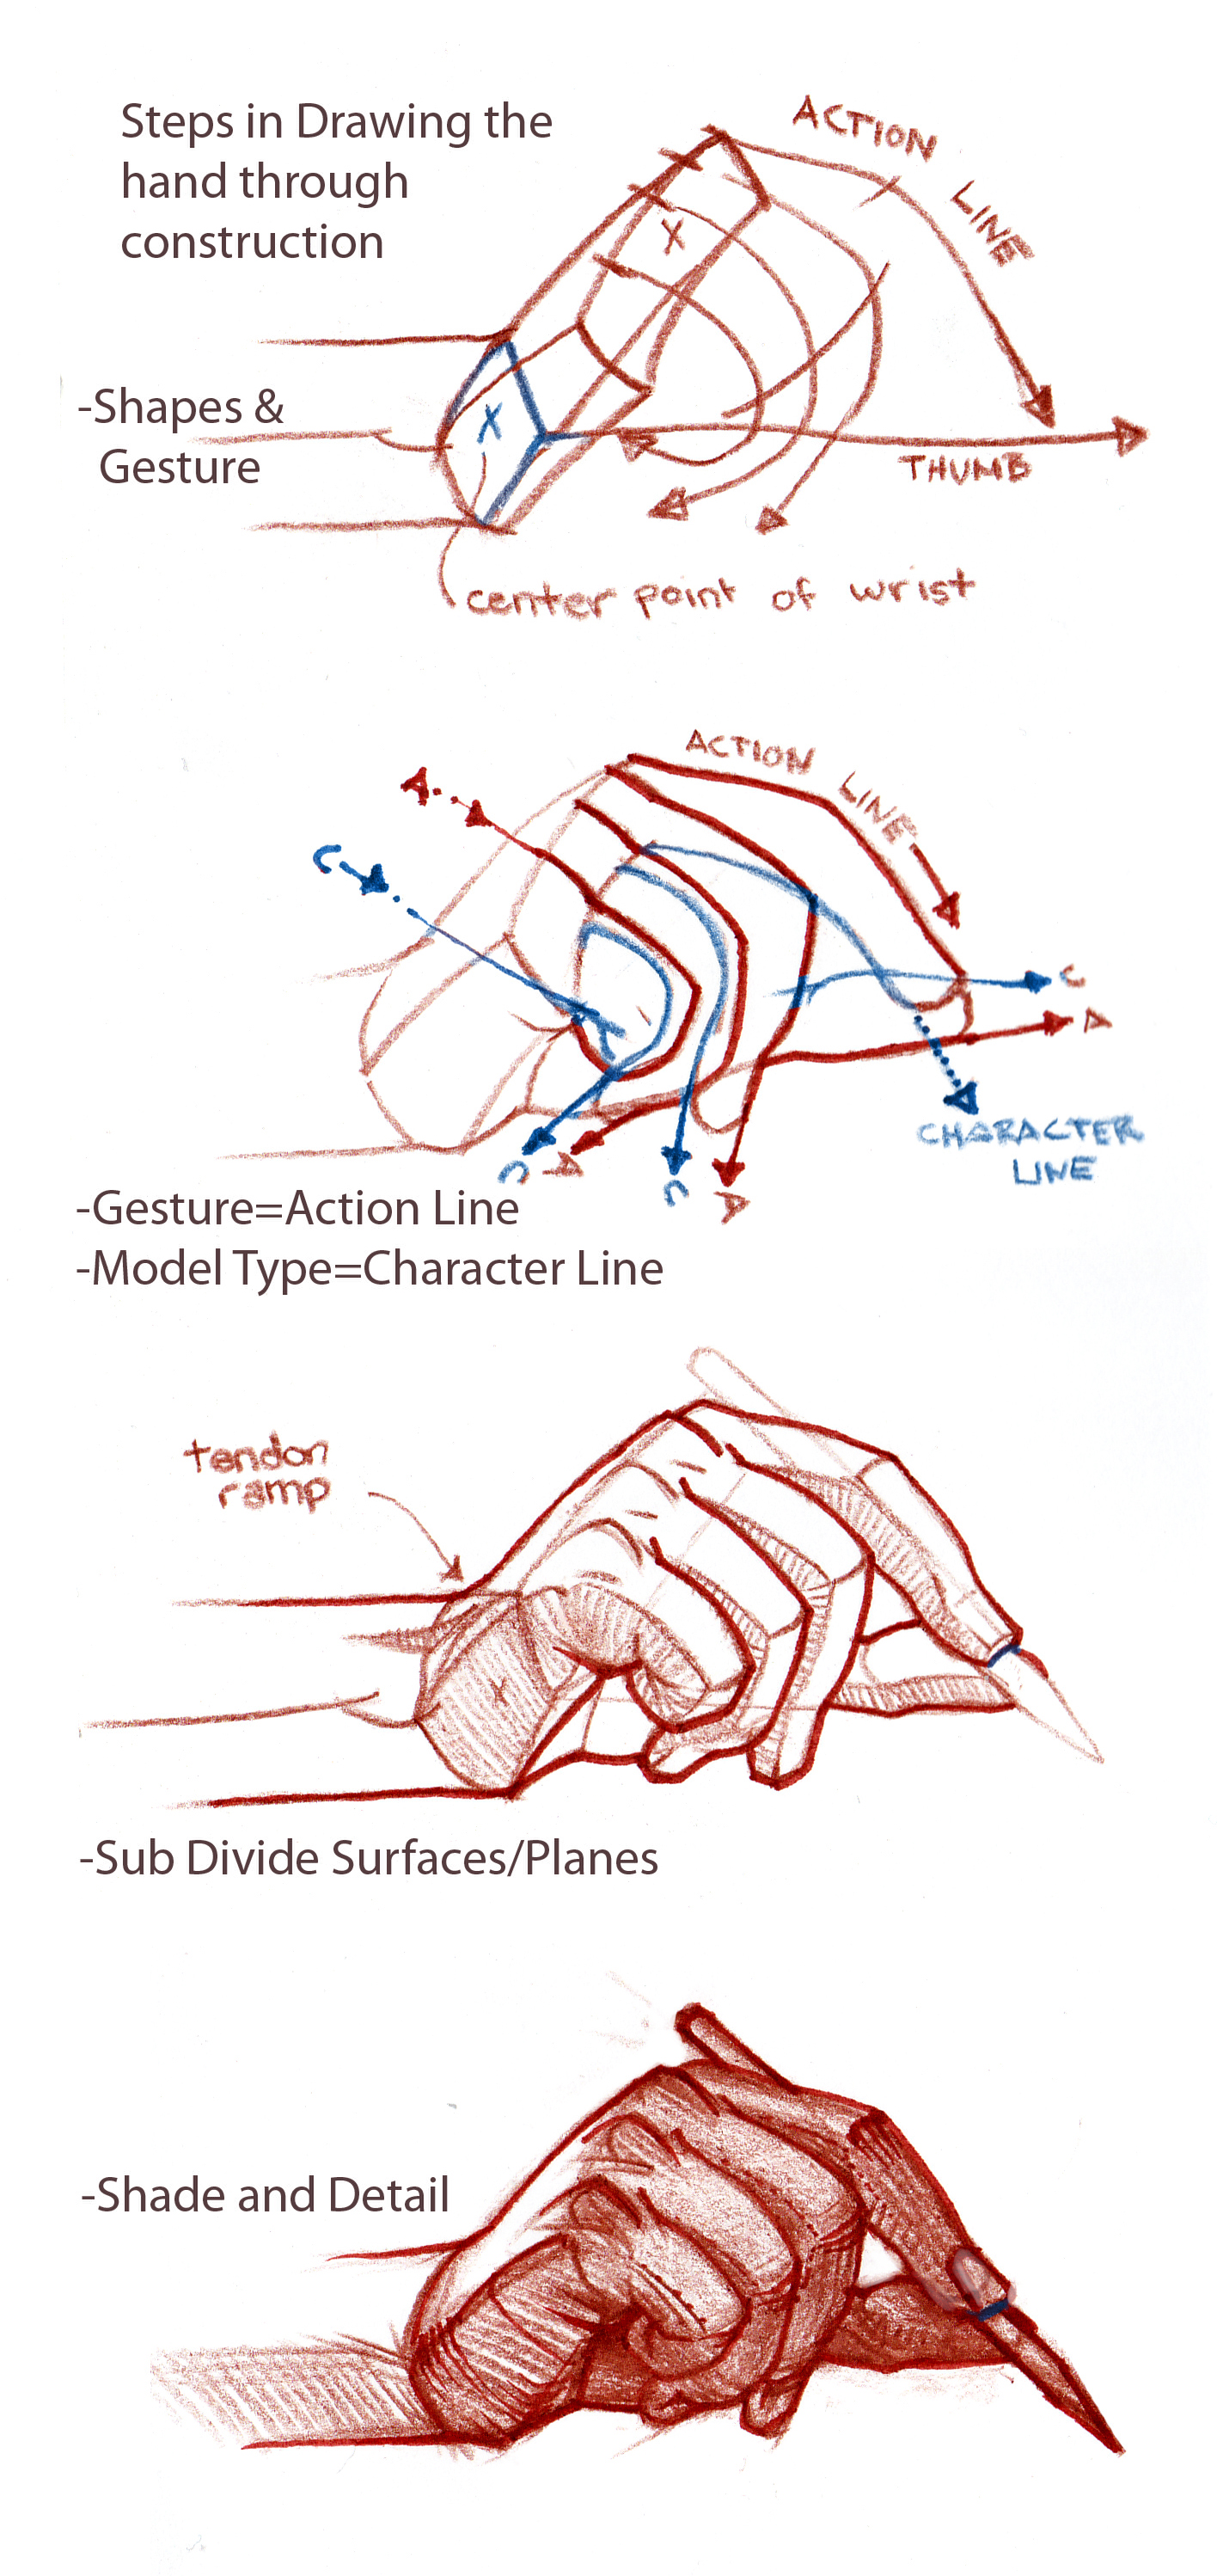 Steps in Drawing the
hand through
construction
ACTION
LINE
X
-Shapes &
Gesture
X
THUMB
center point of wrist
ACTION
LINE
A
C
C
A
CHARACTER
LINE
C
A
C
A
-Gesture=Action Line
-Model Type=Character Line
tendon
ramp
X
-Sub Divide Surfaces/Planes
-Shade and Detail